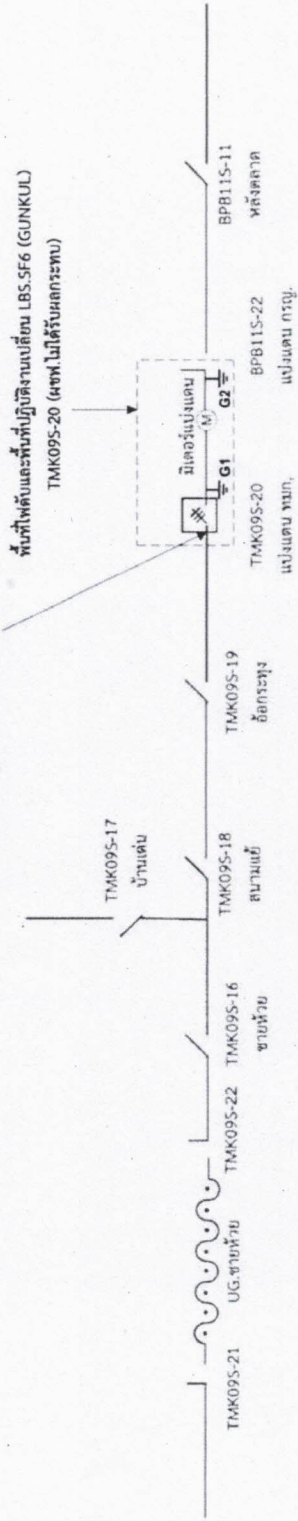 พื้นที่ไฟดับและพื้นที่ปฏิบัติงานเปลี่ยน LBS.SF6 (GUNKUL)
TMK09S-20 (ผชฟ.ไม่ได้รับผลกระทบ)
TMK09S-21
UG.ชายห้วย
TMK09S-22
TMK09S-16
ชายห้วย
TMK09S-17
บ้านเด่น
TMK09S-18
สนามแย้
TMK09S-19
อ้อกระทุง
มิเตอร์แบ่งแดน
G1
M
G2
TMK09S-20
แบ่งแดน ทมก.
BPB11S-22
แบ่งแดน กรญ.
BPB11S-11
หลังตลาด